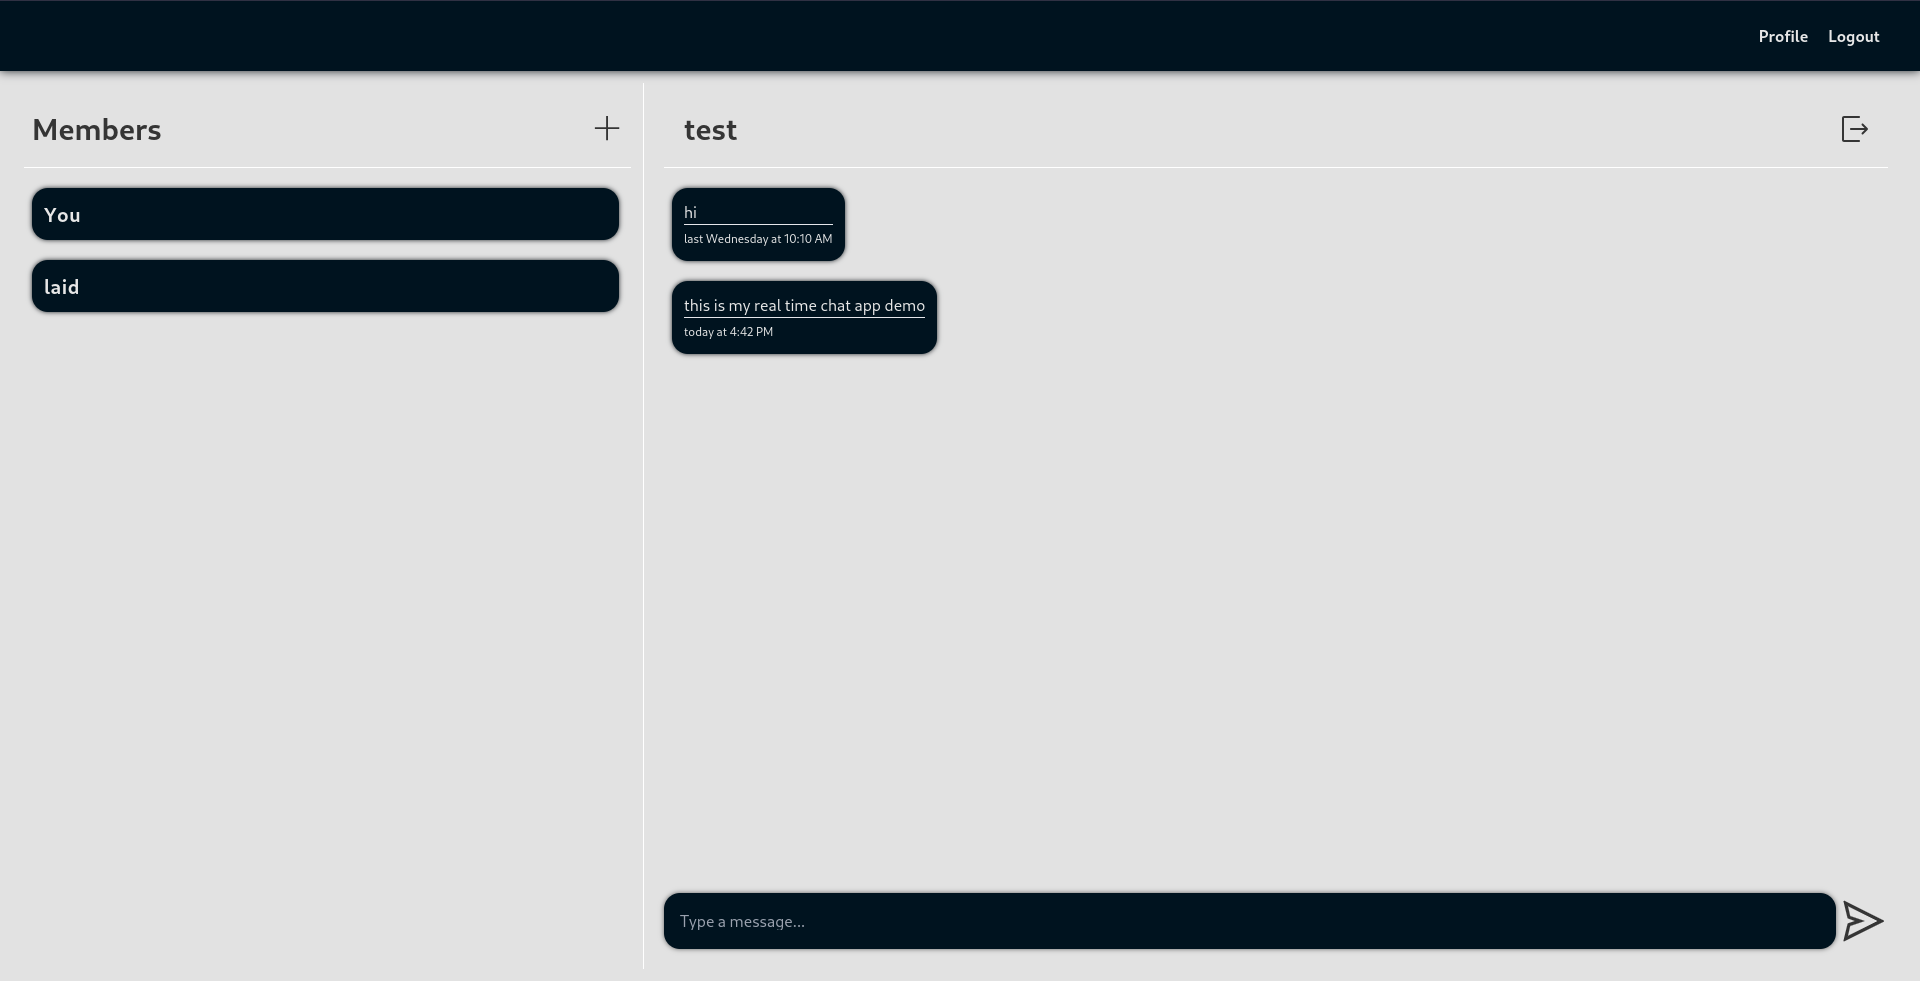 Profile Logout
Members
test
You
laid
hi
last Wednesday at 10:10 AM
this is my real time chat app demo
today at 4:42 PM
Type a message...